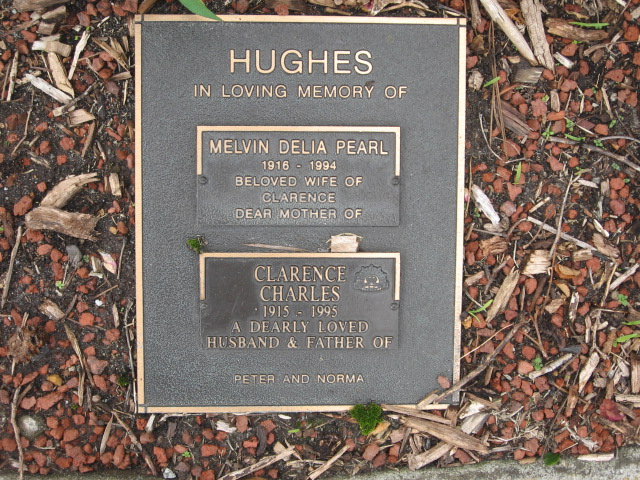 HUGHES
IN LOVING MEMORY OF
MELVIN DELIA PEARL
1916 - 1994
BELOVED WIFE OF
CLARENCE
DEAR MOTHER OF
CLARENCE
CHARLES
1915 - 1995
A DEARLY LOVED
HUSBAND & FATHER OF
PETER AND NORMA